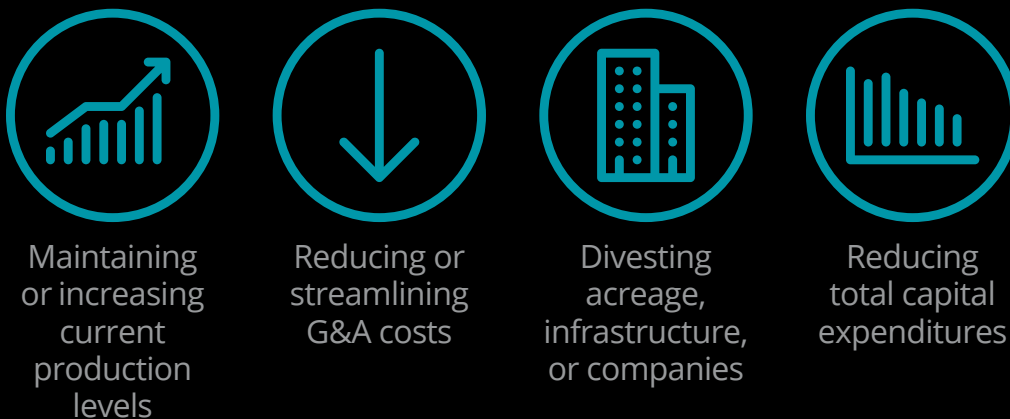 Maintaining
or increasing
current
production
levels
Reducing or
streamlining
G&A costs
Divesting
acreage,
infrastructure,
or companies
Reducing
total capital
expenditures